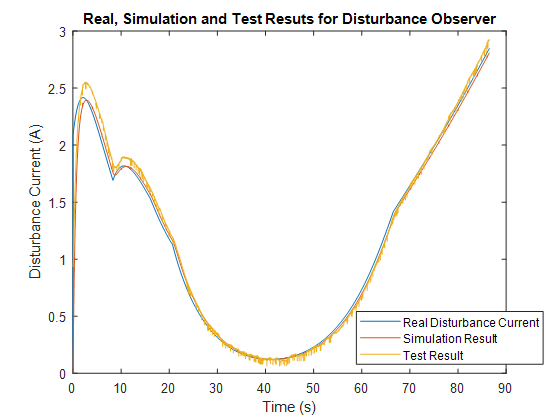 Real, Simulation and Test Resuts for Disturbance Observer
3
2.5
2
1.5
1
0.5
0
Disturbance Current (A)
0 10 20 30 40 50 60 70 80 90
Time (s)
Real Disturbance Current
Simulation Result
Test Result